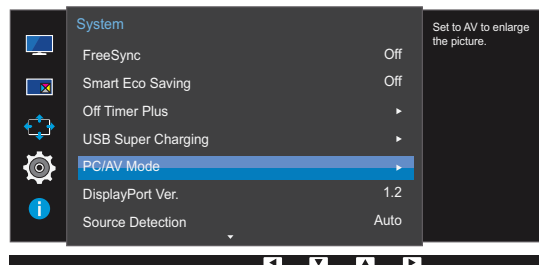 System
FreeSync Off
Smart Eco Saving Off
Off Timer Plus
USB Super Charging
PC/AV Mode
DisplayPort Ver. 1.2
Source Detection Auto
Set to AV to enlarge
the picture.